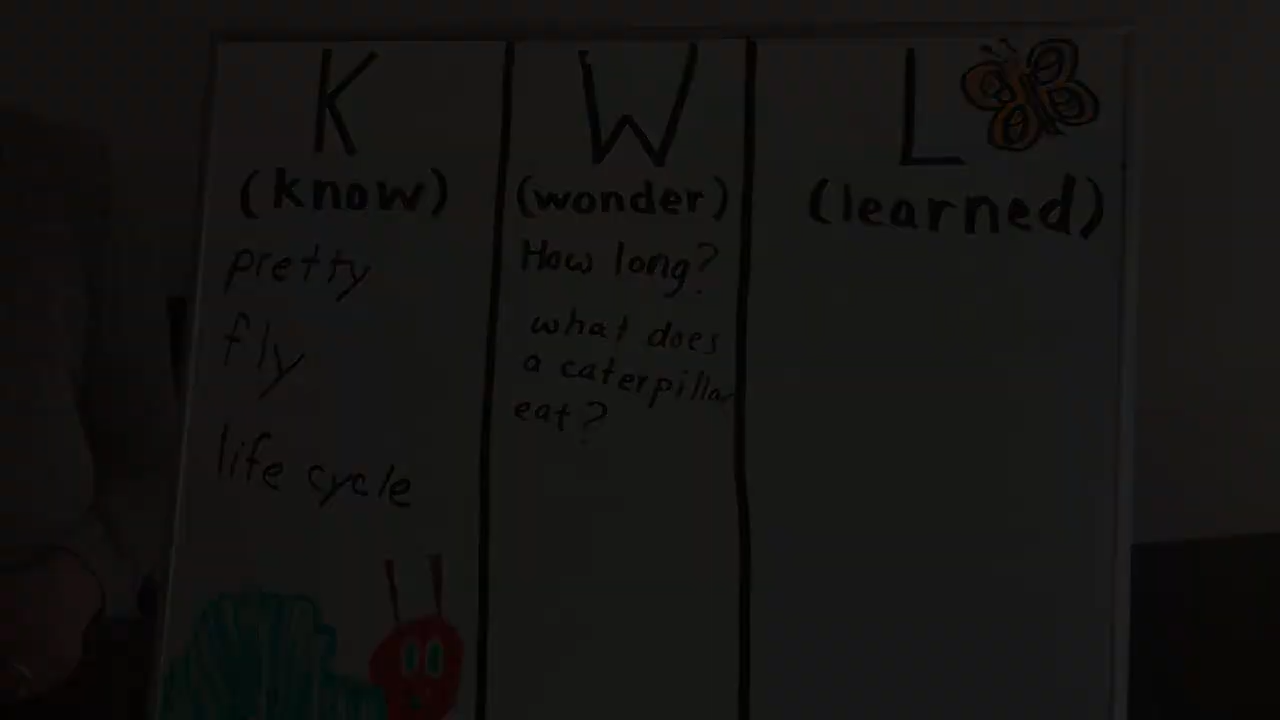 K
(know)
pretty
fly
life cycle
W
(wonder)
How long?
what does
a caterpillar
eat?
L
(learned)